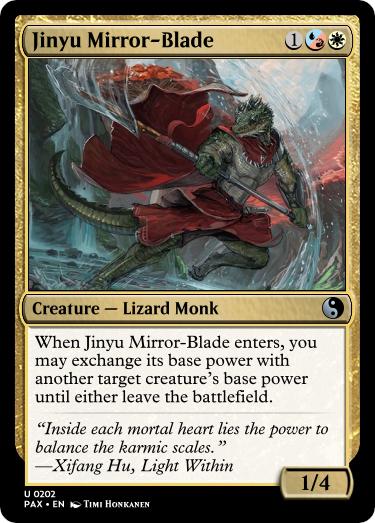 Jinyu Mirror-Blade 1
Creature — Lizard Monk
When Jinyu Mirror-Blade enters, you
may exchange its base power with
another target creature's base power
until either leave the battlefield.
“Inside each mortal heart lies the power to
balance the karmic scales.”
—Xifang Hu, Light Within
1/4
U 0202
PAX • EN Timi Honkanen